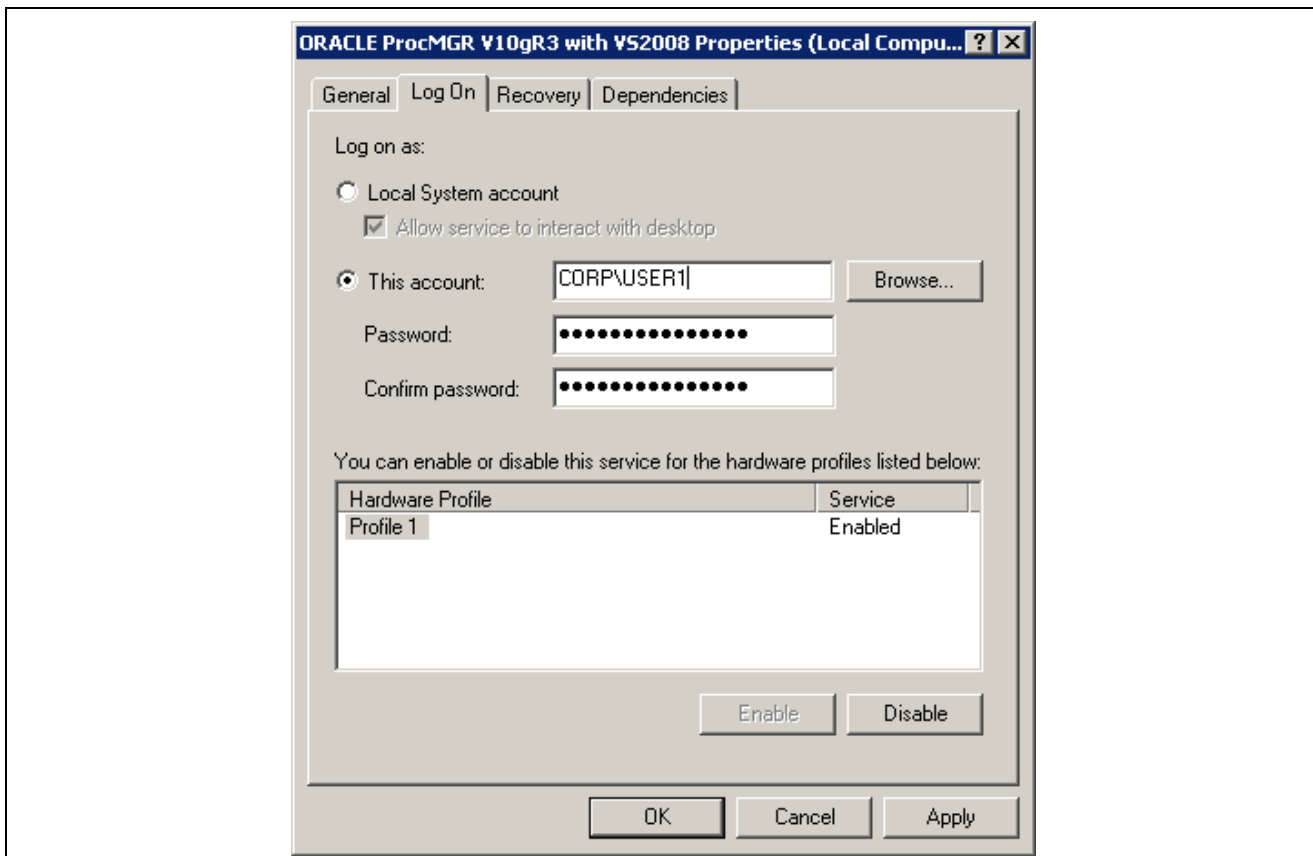 ORACLE ProcMGR V10gR3 with VS2008 Properties (Local Compu... ? X
General Log On Recovery Dependencies
Log on as:
Local System account
Allow service to interact with desktop
This account: CORP\USER1 Browse...
Password: ●●●●●●●●●●●●●●●
Confirm password: ●●●●●●●●●●●●●●●
You can enable or disable this service for the hardware profiles listed below:
Hardware Profile Service
Profile 1 Enabled
Enable Disable
OK Cancel Apply